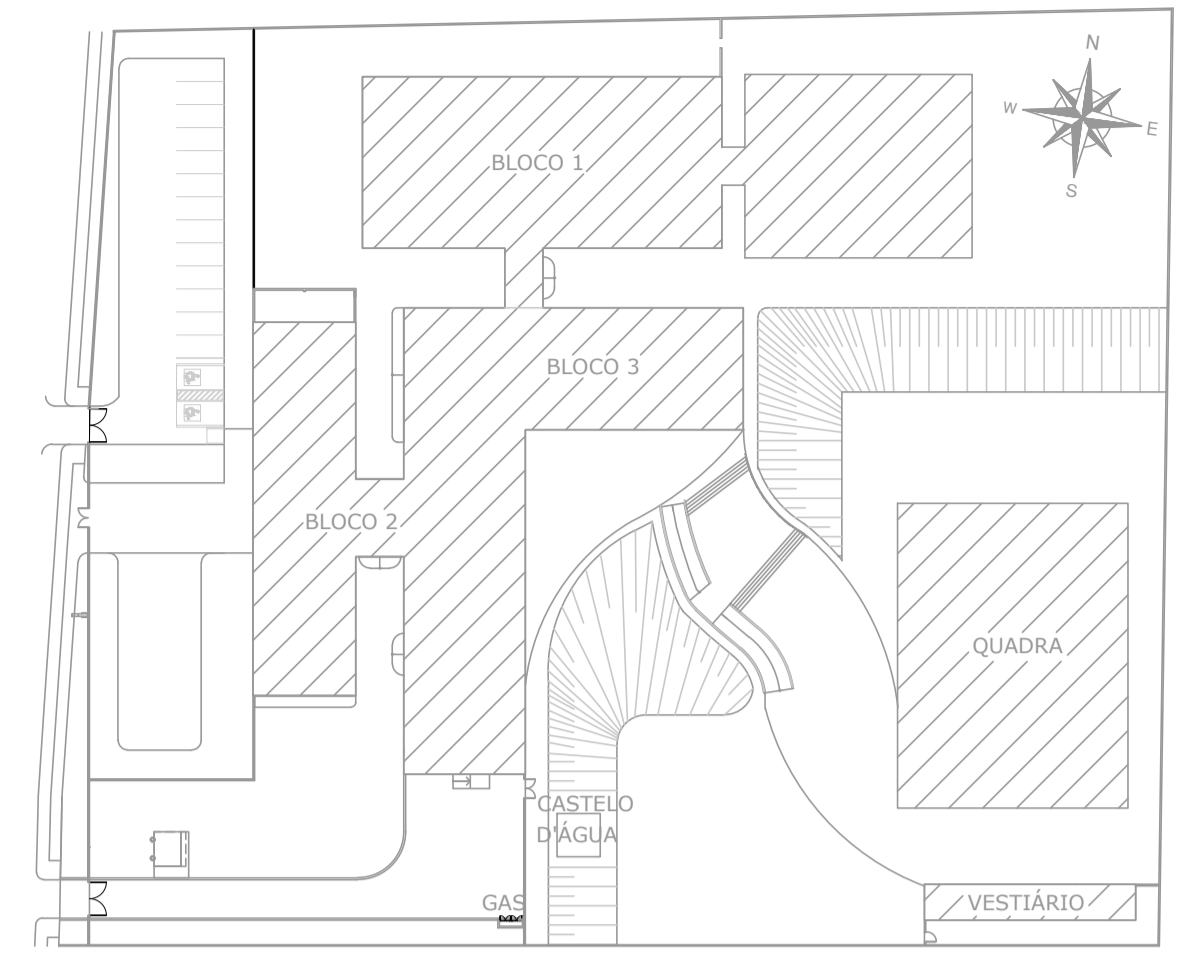 N
W
E
S
BLOCO 1
BLOCO 3
BLOCO 2
QUADRA
CASTELO
D'ÁGUA
GAS
VESTIÁRIO